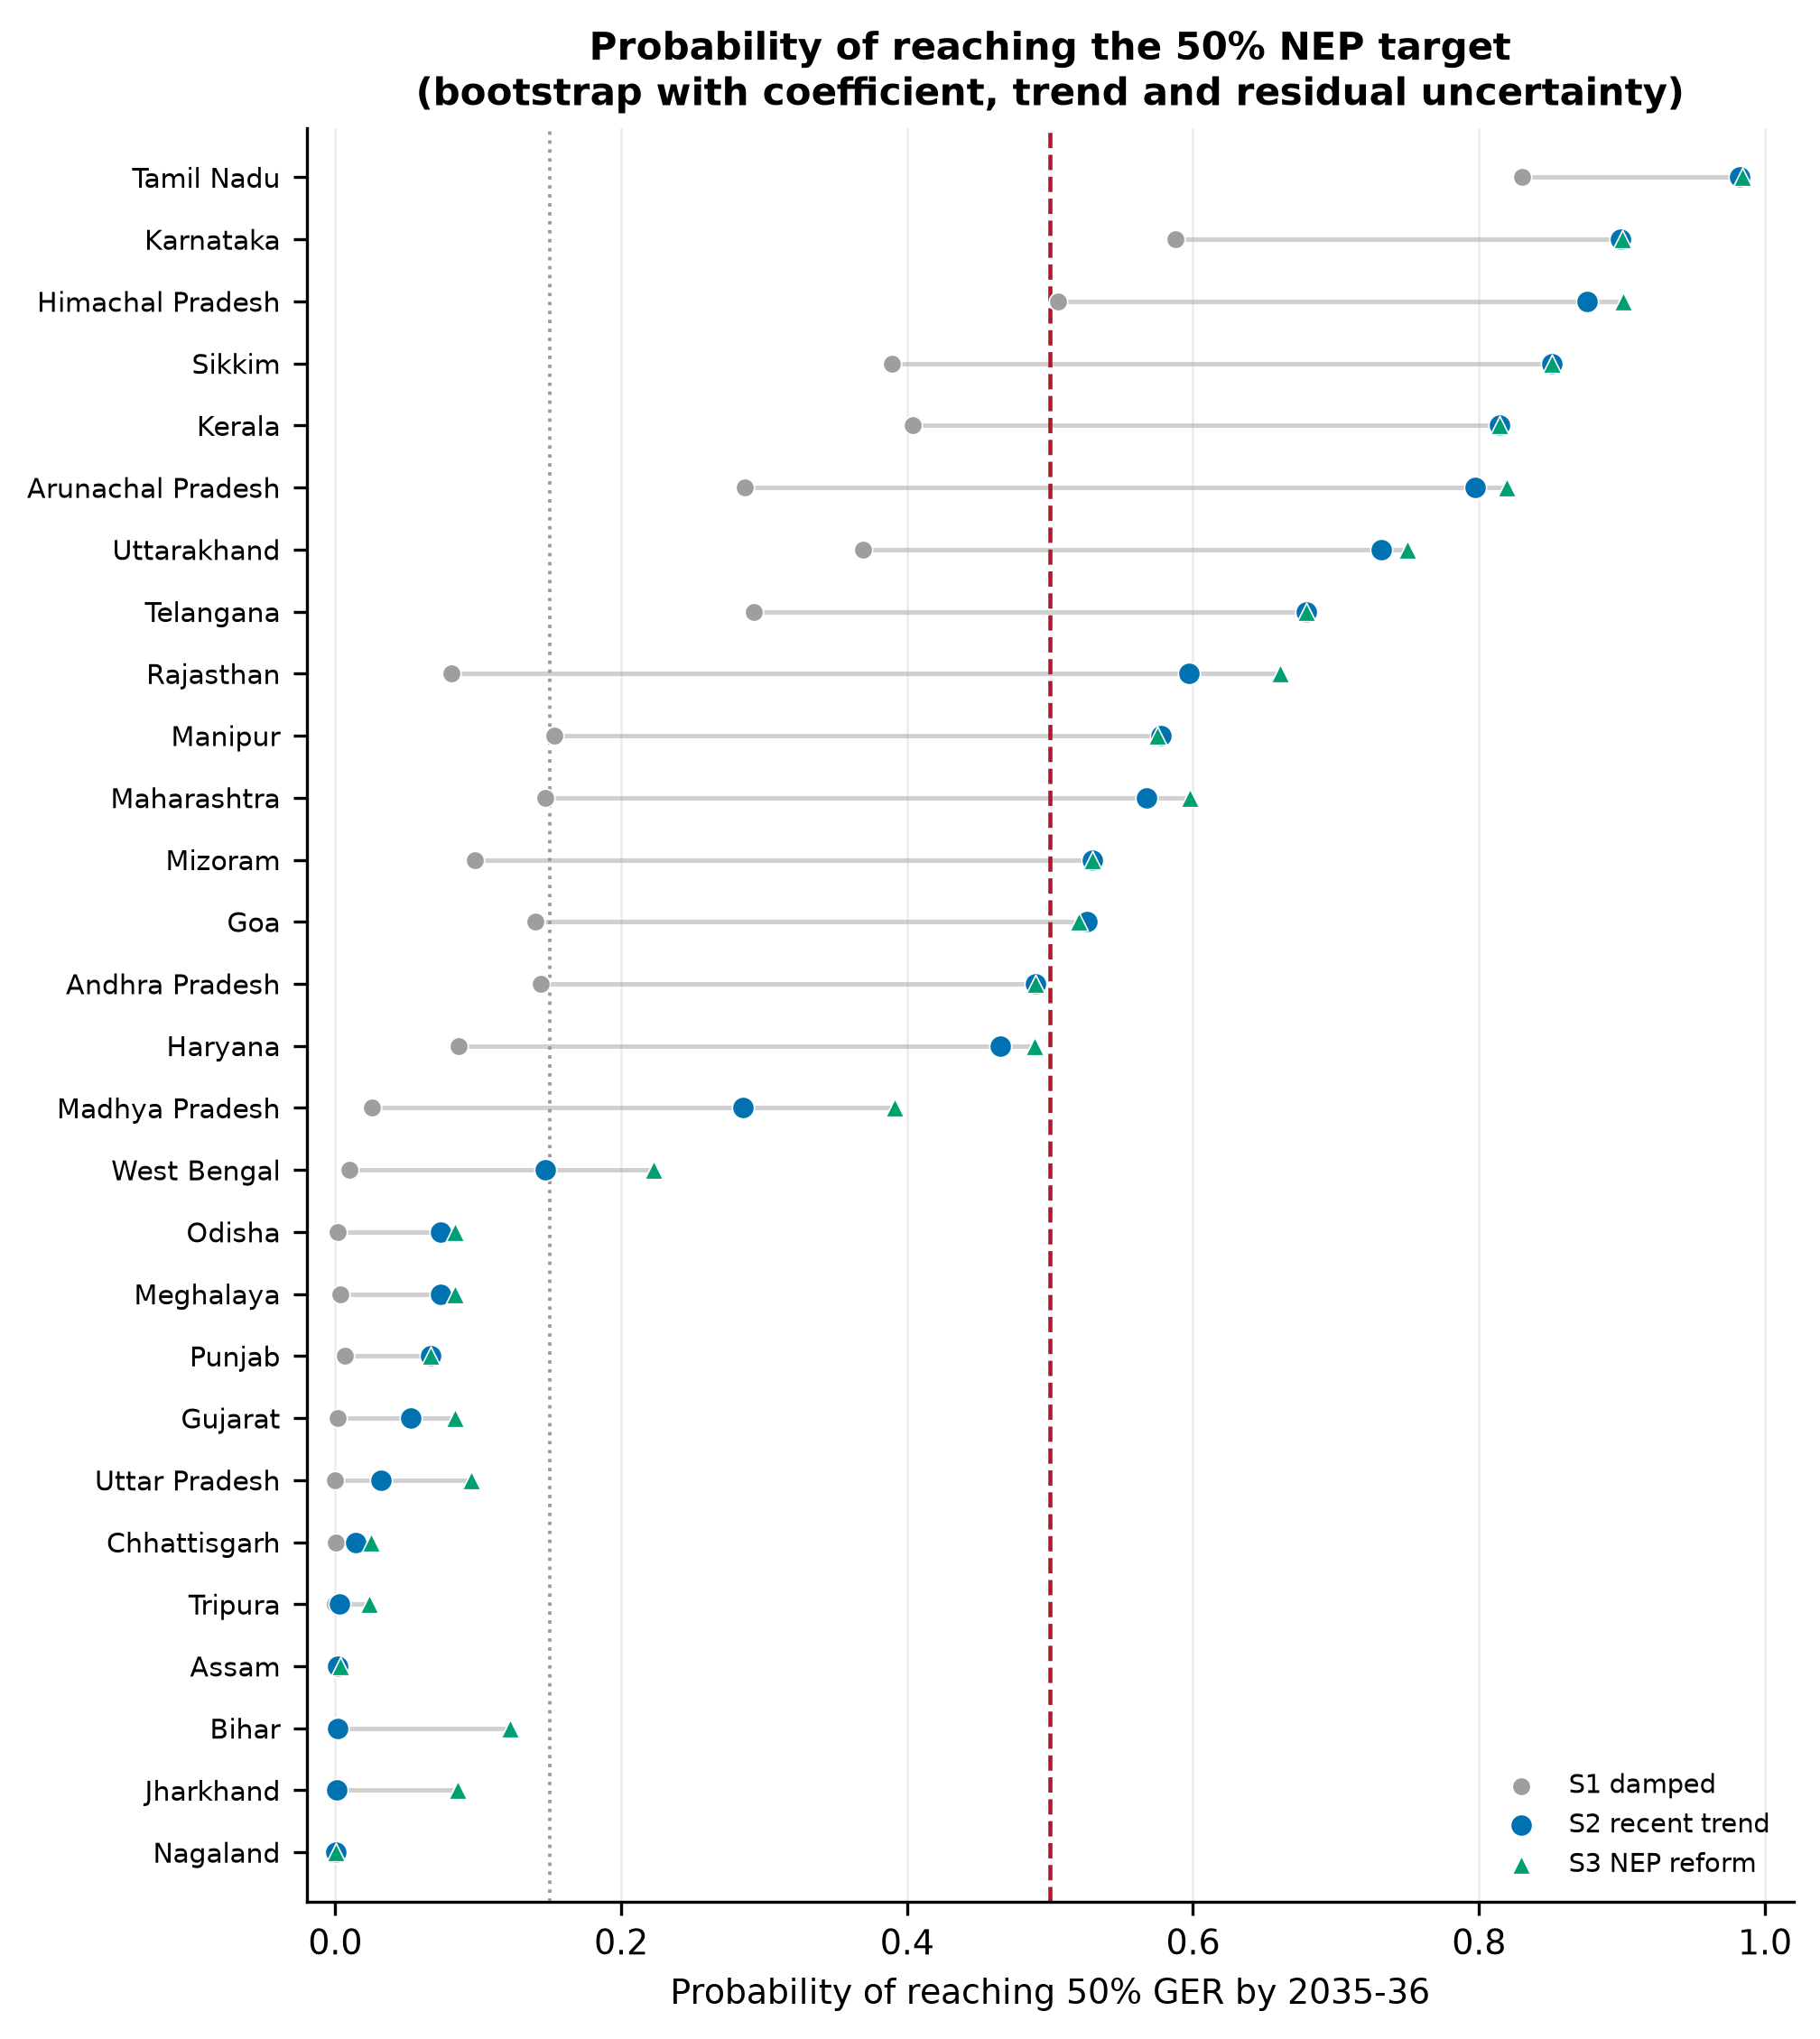 Probability of reaching the 50% NEP target
(bootstrap with coefficient, trend and residual uncertainty)
Tamil Nadu
Karnataka
Himachal Pradesh
Sikkim
Kerala
Arunachal Pradesh
Uttarakhand
Telangana
Rajasthan
Manipur
Maharashtra
Mizoram
Goa
Andhra Pradesh
Haryana
Madhya Pradesh
West Bengal
Odisha
Meghalaya
Punjab
Gujarat
Uttar Pradesh
Chhattisgarh
Tripura
Assam
Bihar
Jharkhand
Nagaland
S1 damped
S2 recent trend
S3 NEP reform
0.0 0.2 0.4 0.6 0.8 1.0
Probability of reaching 50% GER by 2035-36